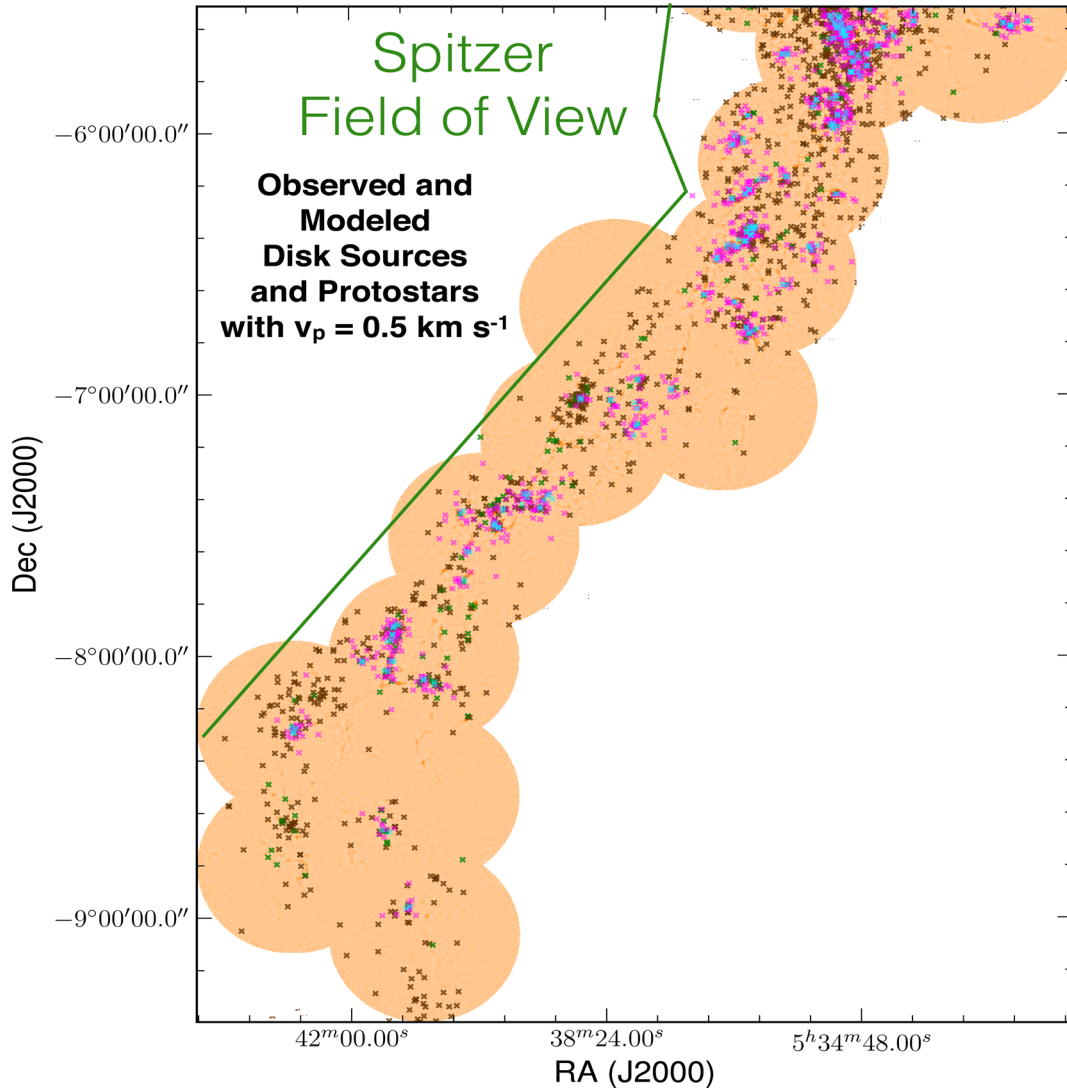 Spitzer
Field of View
Observed and
Modeled
Disk Sources
and Protostars
with vp = 0.5 km s-1
−6°00′00.0″
−7°00′00.0″
−8°00′00.0″
−9°00′00.0″
Dec (J2000)
42m00.00s
38m24.00s
5h34m48.00s
RA (J2000)